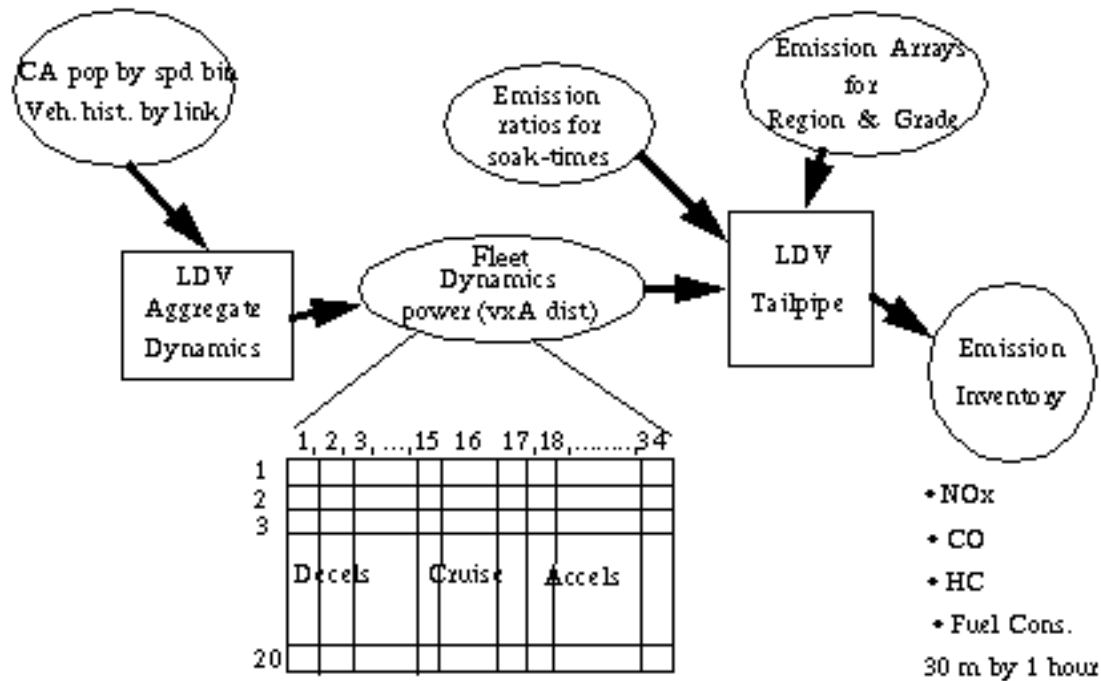 CA pop by spd bin
Veh. hist. by link
Emission
ratios for
soak-times
Emission Arrays
for
Region & Grade
LDV
Aggregate
Dynamics
Fleet
Dynamics
power (vxA dist)
LDV
Tailpipe
Emission
Inventory
1, 2, 3, ...,15 16 17,18,.........,34
1
2
3
Decels Cruise Accels
20
• NOx
• CO
• HC
• Fuel Cons.
30 m by 1 hour